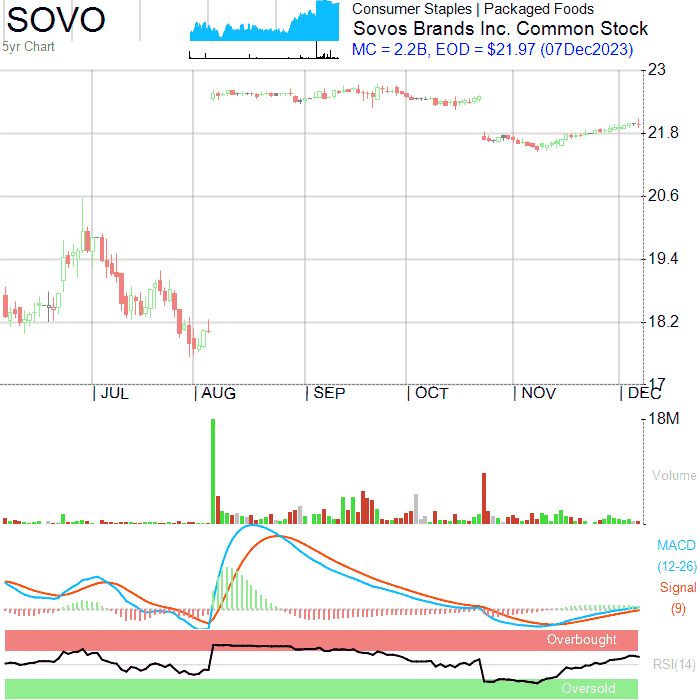 SOVO
5yr Chart
Consumer Staples | Packaged Foods
Sovos Brands Inc. Common Stock
MC = 2.2B, EOD = $21.97 (07Dec2023)
23
21.8
20.6
19.4
18.2
17
JUL AUG SEP OCT NOV DEC
18M
Volume
MACD
(12-26)
Signal
(9)
Overbought
RSI(14)
Oversold